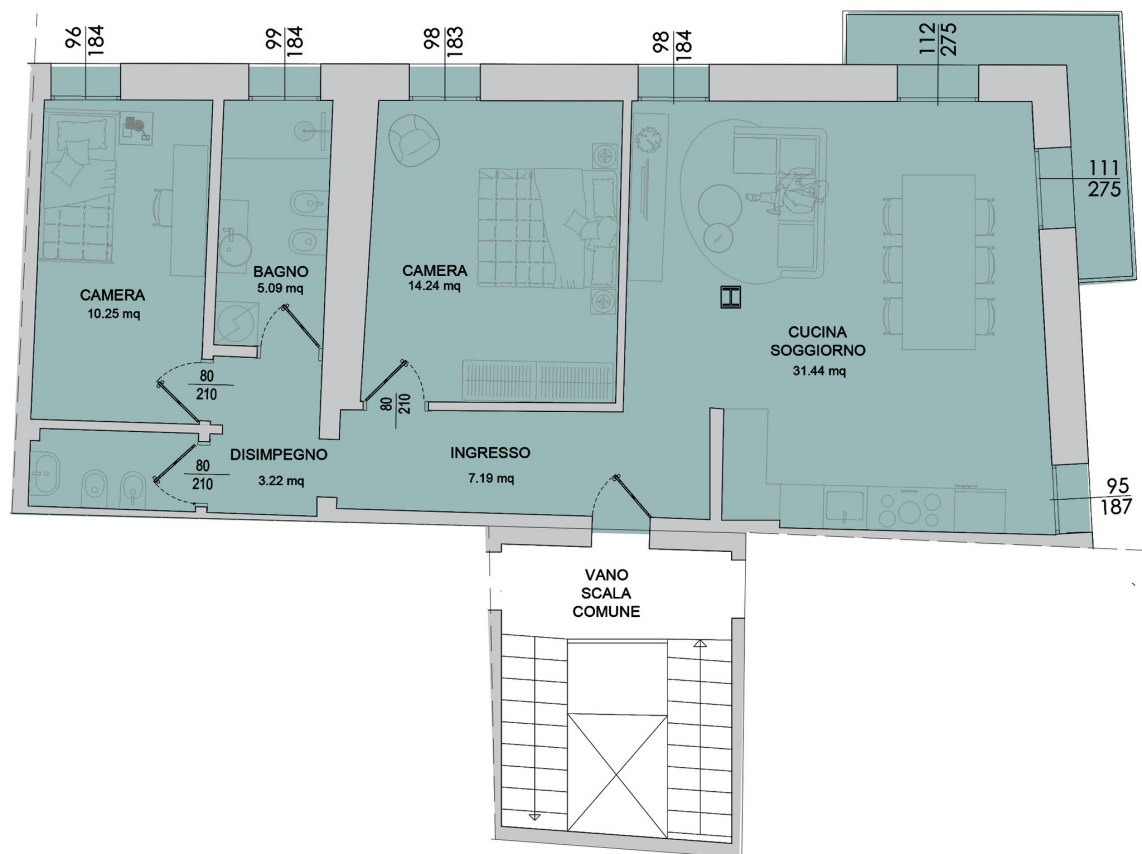 96
184
99
184
98
183
98
184
112
275
111
275
BAGNO
5.09 mq
CAMERA
14.24 mq
CAMERA
10.25 mq
CUCINA
SOGGIORNO
31.44 mq
80
210
80
210
DISIMPEGNO
3.22 mq
INGRESSO
7.19 mq
80
210
95
187
VANO
SCALA
COMUNE